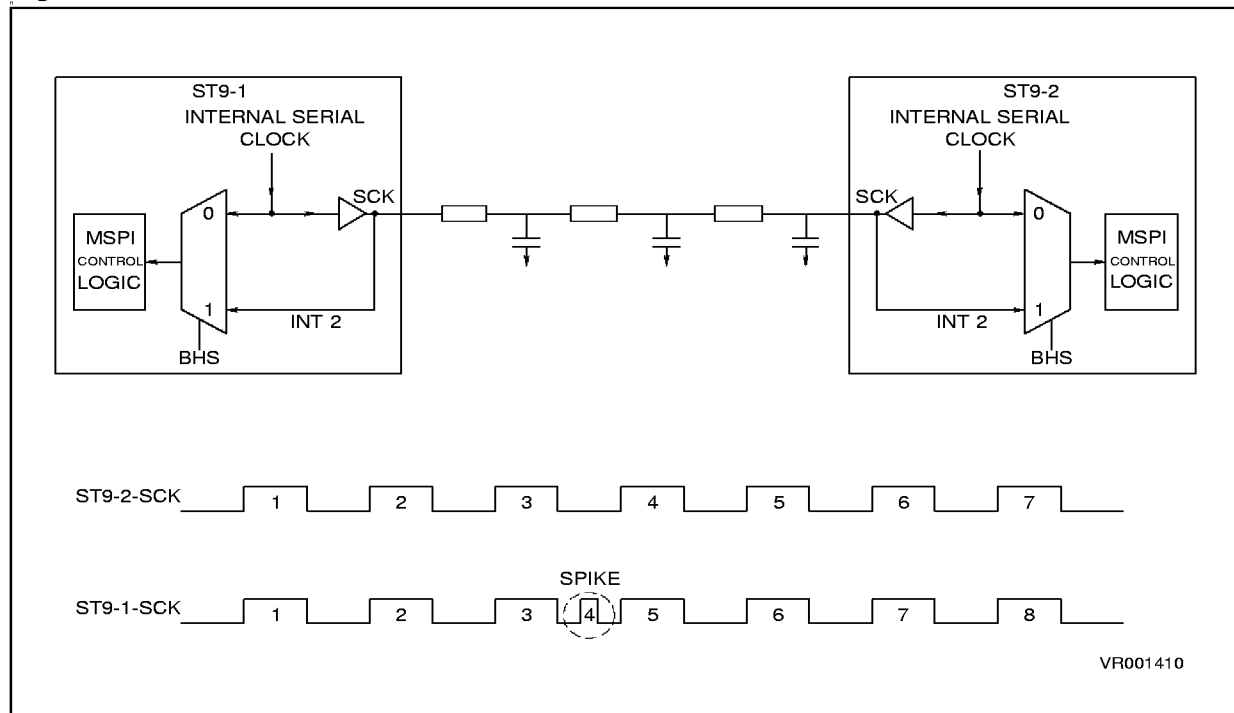 ST9-1
INTERNAL SERIAL
CLOCK
SCK
0
MSPI
CONTROL
LOGIC
1
INT 2
BHS
ST9-2
INTERNAL SERIAL
CLOCK
SCK
0
MSPI
CONTROL
LOGIC
1
INT 2
BHS
ST9-2-SCK 1 2 3 4 5 6 7
SPIKE
ST9-1-SCK 1 2 3 4 5 6 7 8
VR001410